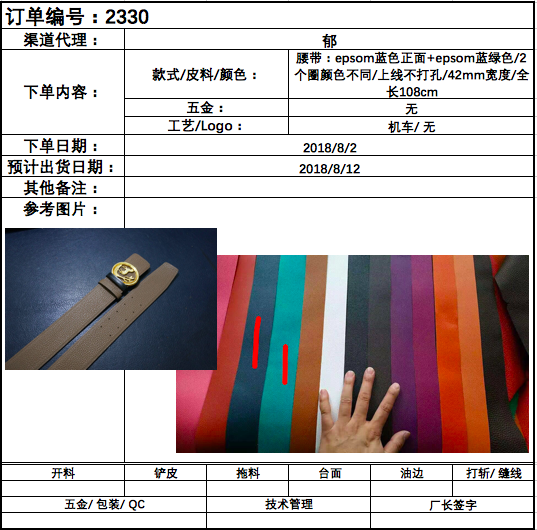 订单编号：2330
渠道代理：
郁
下单内容：
款式/皮料/颜色：
腰带：epsom蓝色正面+epsom蓝绿色/2
个圈颜色不同/上线不打孔/42mm宽度/全
长108cm
五金：
无
工艺/Logo：
机车/ 无
下单日期：
2018/8/2
预计出货日期：
2018/8/12
其他备注：
参考图片：
开料
铲皮
拖料
台面
油边
打斩/ 缝线
五金/ 包装/ QC
技术管理
厂长签字